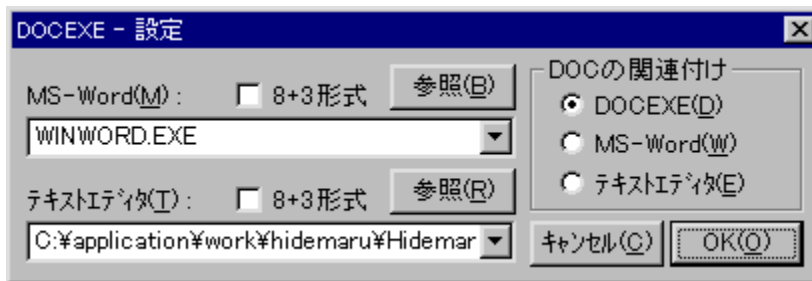 DOCEXE - 設定
MS-Word(M) :
8+3形式
参照(B)
WINWORD.EXE
ﾃｷｽﾄｴﾃﾞｨﾀ(T) :
8+3形式
参照(R)
C:¥application¥work¥hidemaru¥Hidemar
DOCの関連付け
DOCEXE(D)
MS-Word(W)
ﾃｷｽﾄｴﾃﾞｨﾀ(E)
ｷｬﾝｾﾙ(C)
OK(O)